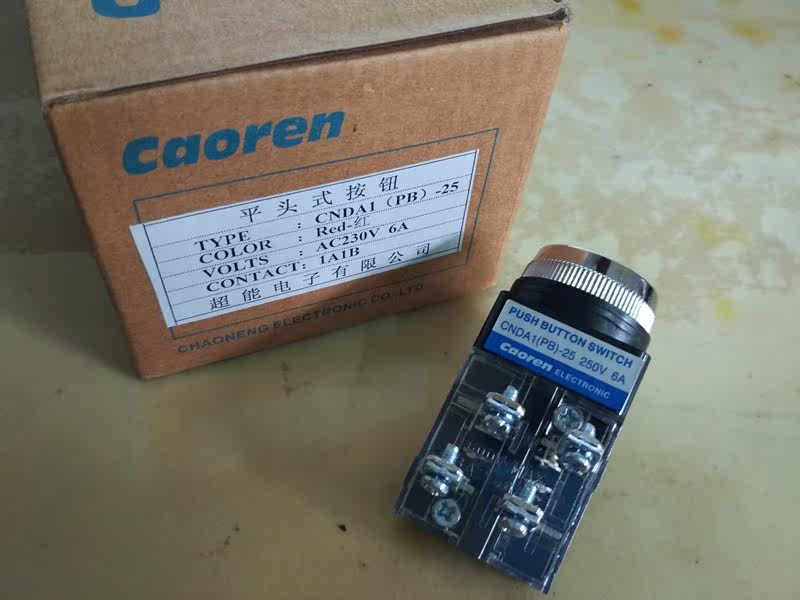 Caoren
平头式按钮
TYPE : CNDA1（PB）-25
COLOR : Red-红
VOLTS : AC230V 6A
CONTACT: 1A1B
超能电子有限公司
CHAONENG ELECTRONIC CO.,LTD
PUSH BUTTON SWITCH
CNDA1(PB)-25 250V 6A
Caoren ELECTRONIC